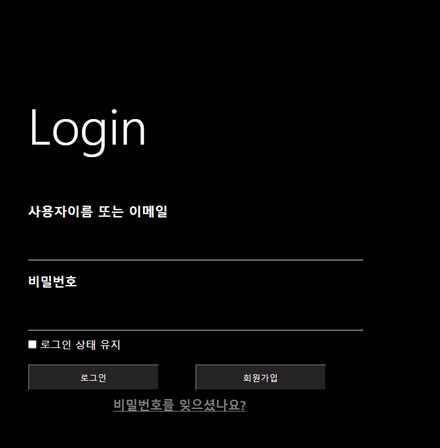 Login
사용자이름 또는 이메일
비밀번호
로그인 상태 유지
로그인 회원가입
비밀번호를 잊으셨나요?